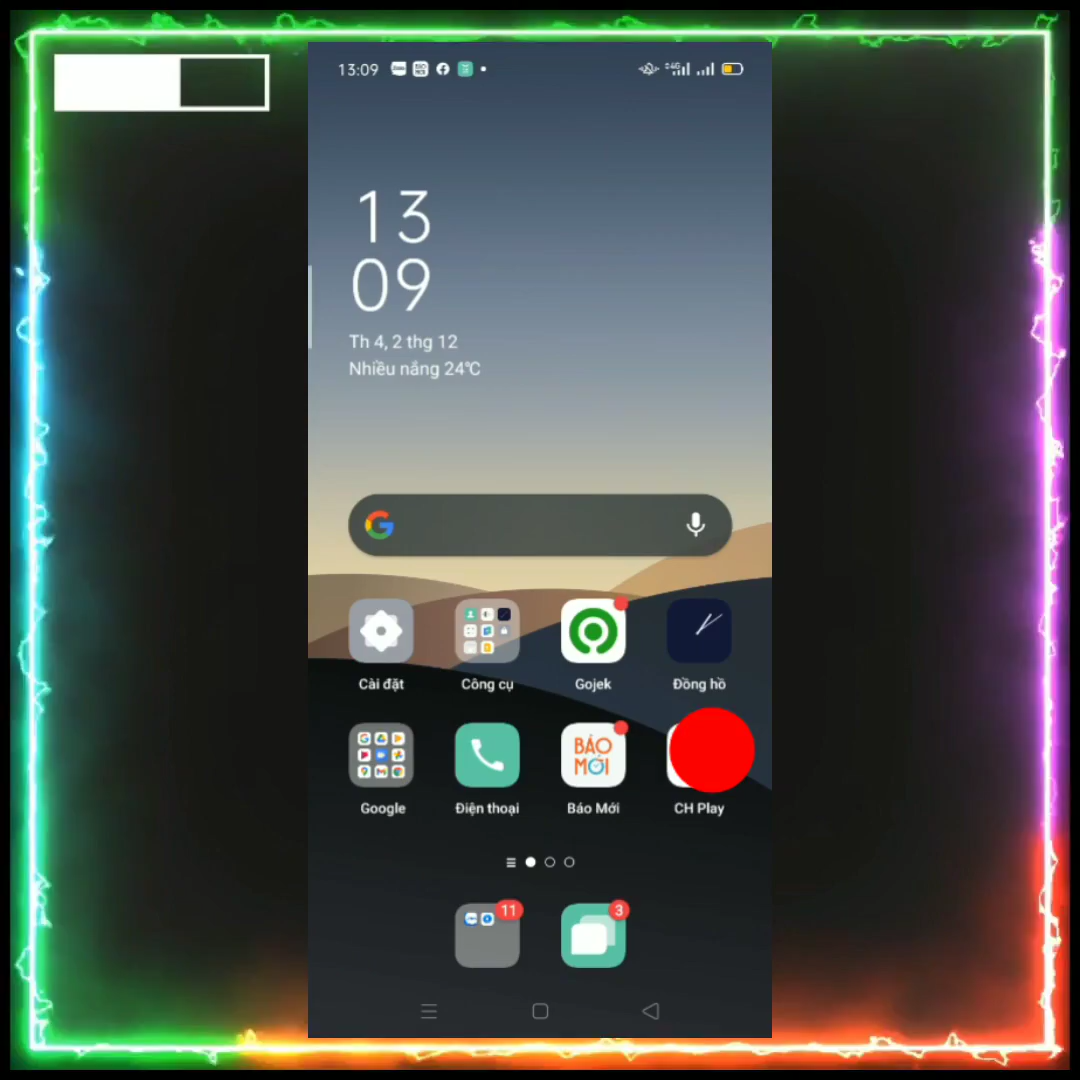 13:09
4G
13
09
Th 4, 2 thg 12
Nhiều nắng 24℃
Cài đặt
Công cụ
Gojek
Đồng hồ
BÁO
MỚI
Google
Điện thoại
Báo Mới
CH Play
11
3